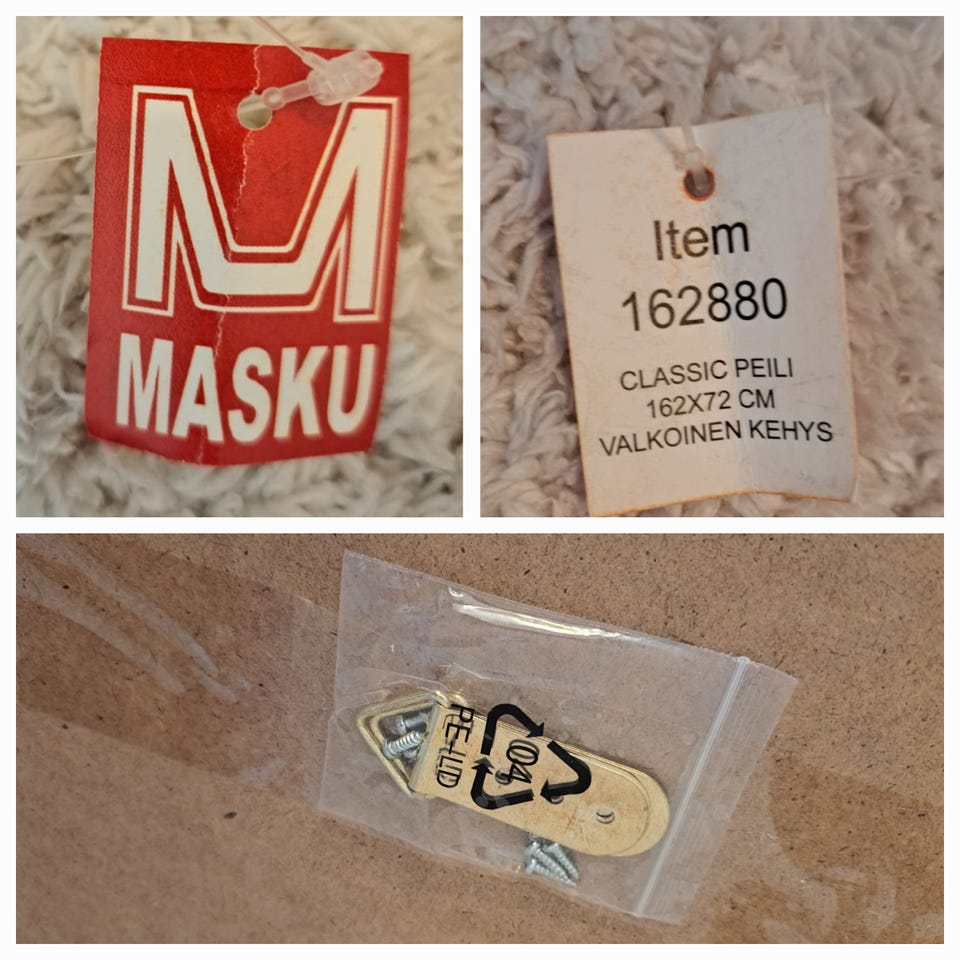 M
MASKU
Item
162880
CLASSIC PEILI
162X72 CM
VALKOINEN KEHYS
04
PE-LD